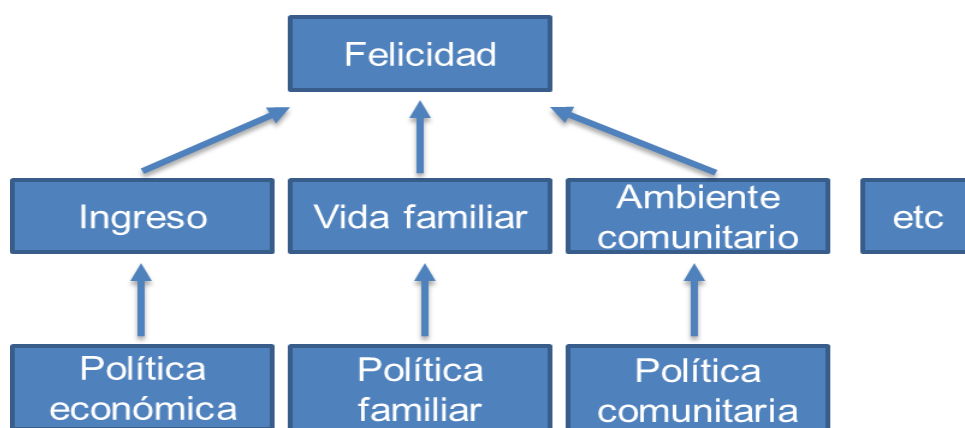 Felicidad
Ingreso
Vida familiar
Ambiente
comunitario
etc
Política
económica
Política
familiar
Política
comunitaria